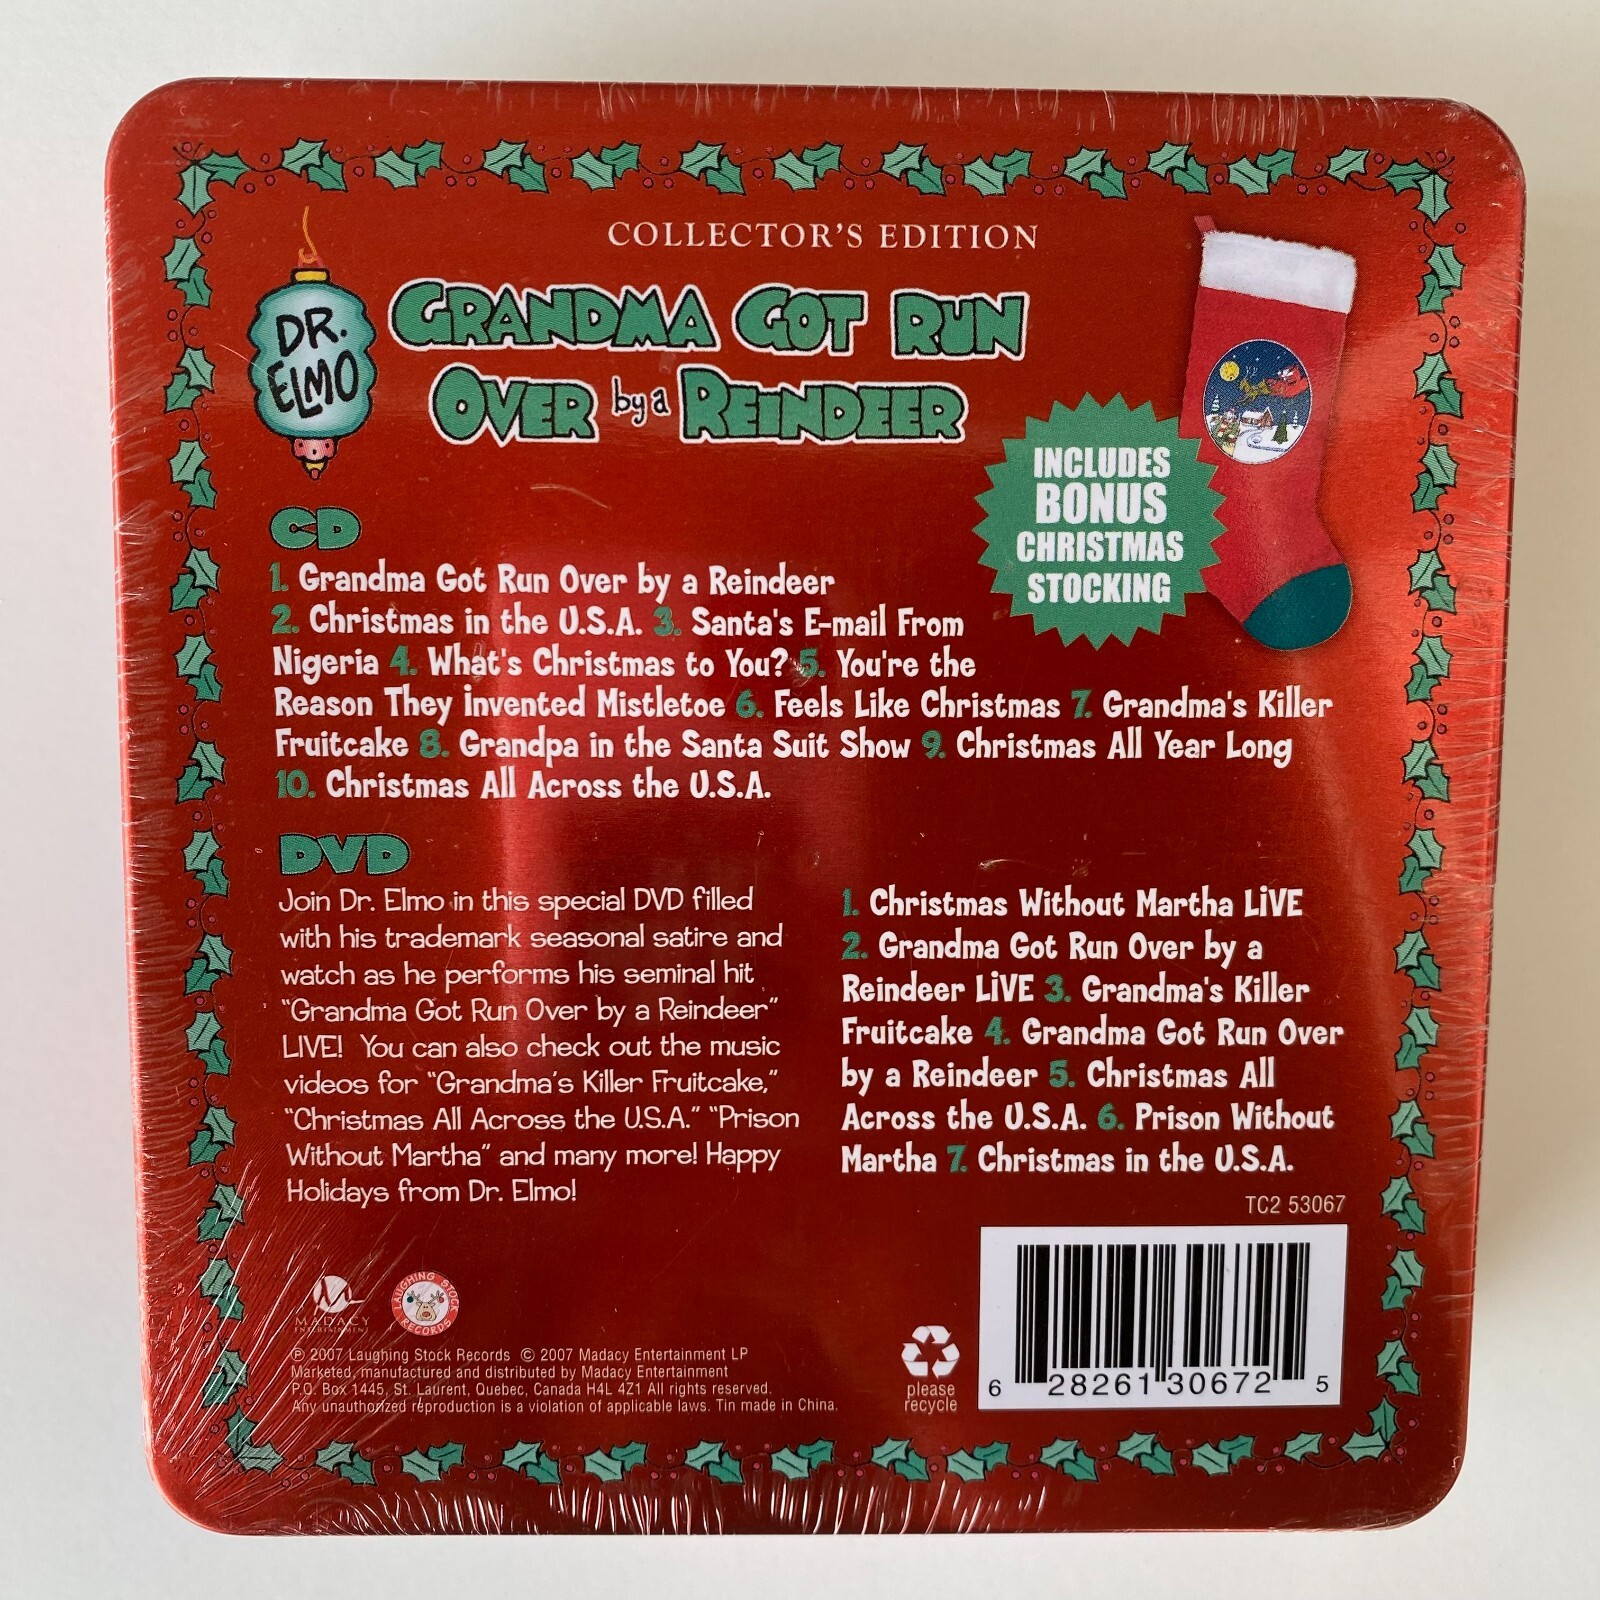 COLLECTOR'S EDITION
DR.
ELMO
GRANDMA GOT RUN
OVER by a REINDEER
INCLUDES
BONUS
CHRISTMAS
STOCKING
CD
1. Grandma Got Run Over by a Reindeer
2. Christmas in the U.S.A. 3. Santa's E-mail From
Nigeria 4. What's Christmas to You? 5. You're the
Reason They Invented Mistletoe 6. Feels Like Christmas 7. Grandma's Killer
Fruitcake 8. Grandpa in the Santa Suit Show 9. Christmas All Year Long
10. Christmas All Across the U.S.A.
DVD
Join Dr. Elmo in this special DVD filled
with his trademark seasonal satire and
watch as he performs his seminal hit
"Grandma Got Run Over by a Reindeer"
LIVE! You can also check out the music
videos for "Grandma's Killer Fruitcake,"
"Christmas All Across the U.S.A." "Prison
Without Martha" and many more! Happy
Holidays from Dr. Elmo!
1. Christmas Without Martha LiVE
2. Grandma Got Run Over by a
Reindeer LiVE 3. Grandma's Killer
Fruitcake 4. Grandma Got Run Over
by a Reindeer 5. Christmas All
Across the U.S.A. 6. Prison Without
Martha 7. Christmas in the U.S.A.
TC2 53067
MADACY
ENTERTAINMENT
LAUGHING STOCK
RECORDS
℗ 2007 Laughing Stock Records © 2007 Madacy Entertainment LP
Marketed, manufactured and distributed by Madacy Entertainment
P.O. Box 1445, St. Laurent, Quebec, Canada H4L 4Z1 All rights reserved.
Any unauthorized reproduction is a violation of applicable laws. Tin made in China.
please
recycle
6 28261 30672 5